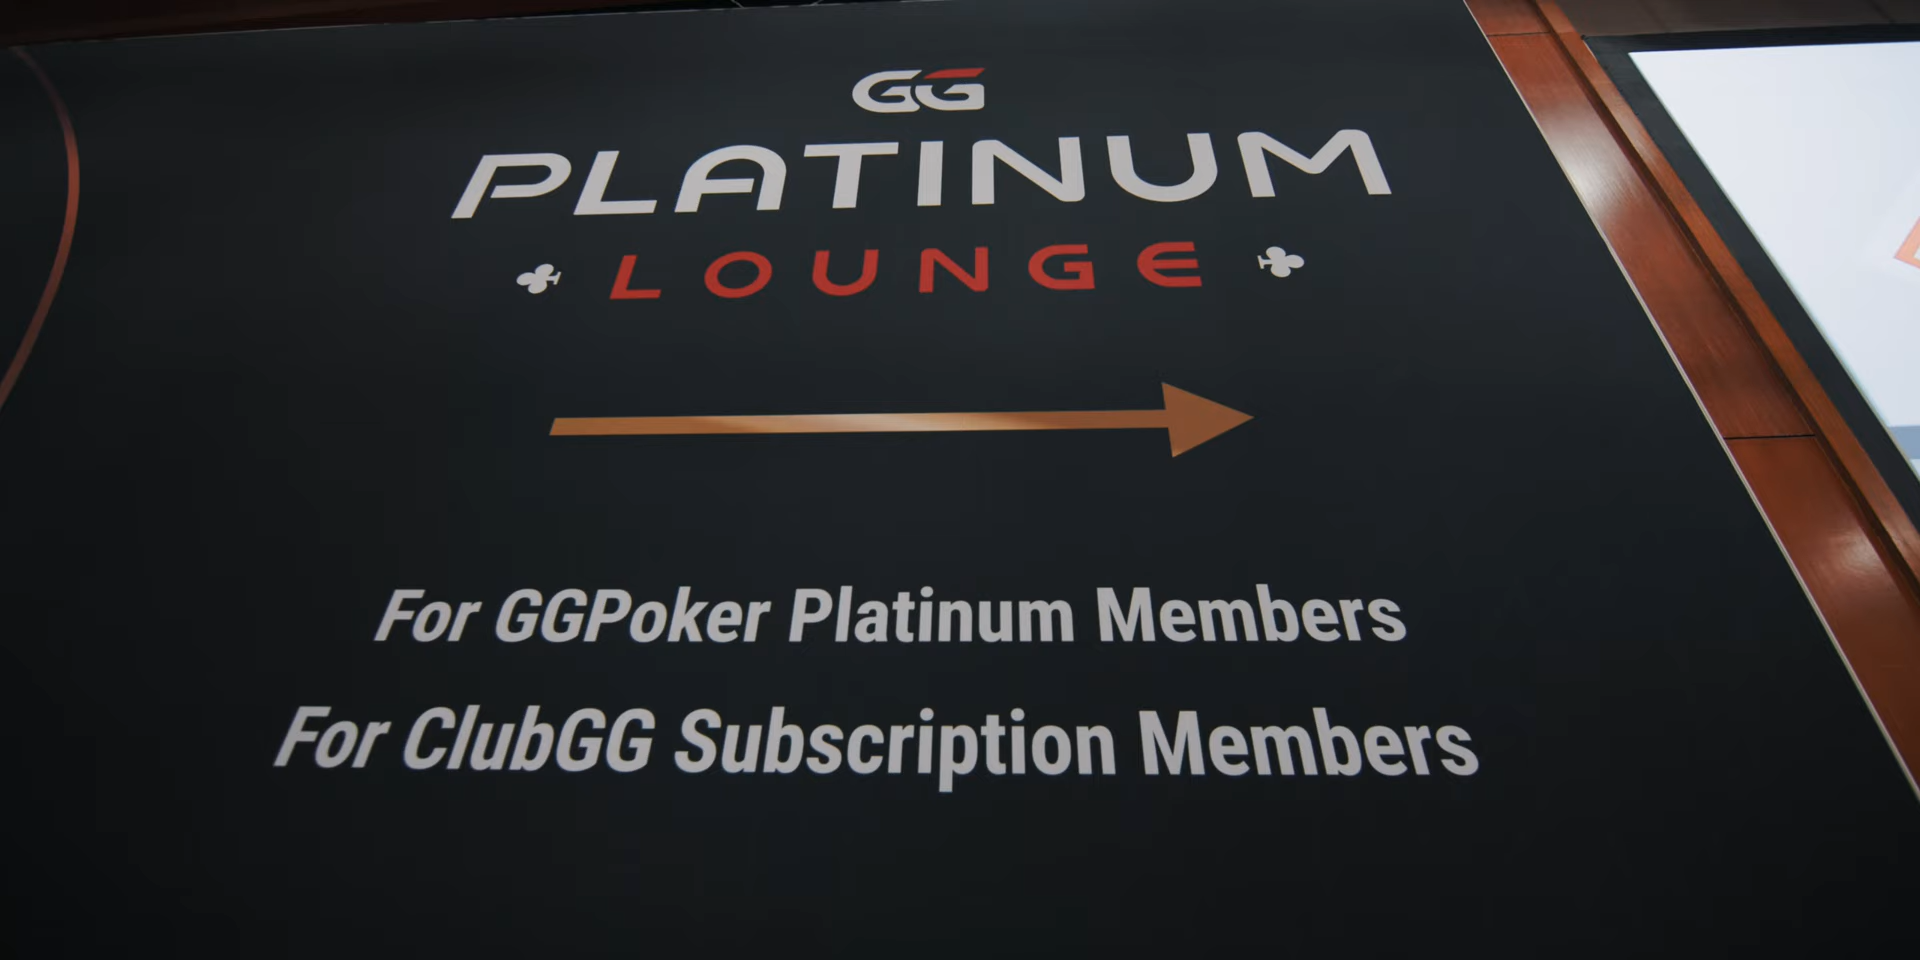 GG
PLATINUM
LOUNGE
For GGPoker Platinum Members
For ClubGG Subscription Members